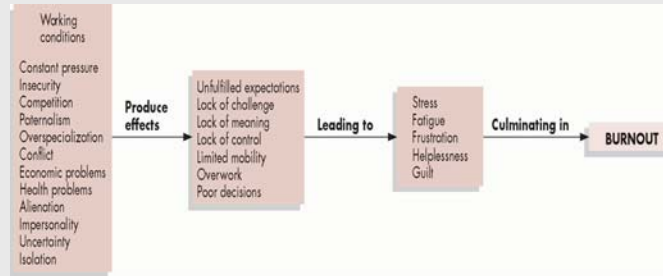 Working
conditions
Constant pressure
Insecurity
Competition
Paternalism
Overspecialization
Conflict
Economic problems
Health problems
Alienation
Impersonality
Uncertainty
Isolation
Produce
effects
Unfulfilled expectations
Lack of challenge
Lack of meaning
Lack of control
Limited mobility
Overwork
Poor decisions
Leading to
Stress
Fatigue
Frustration
Helplessness
Guilt
Culminating in
BURNOUT